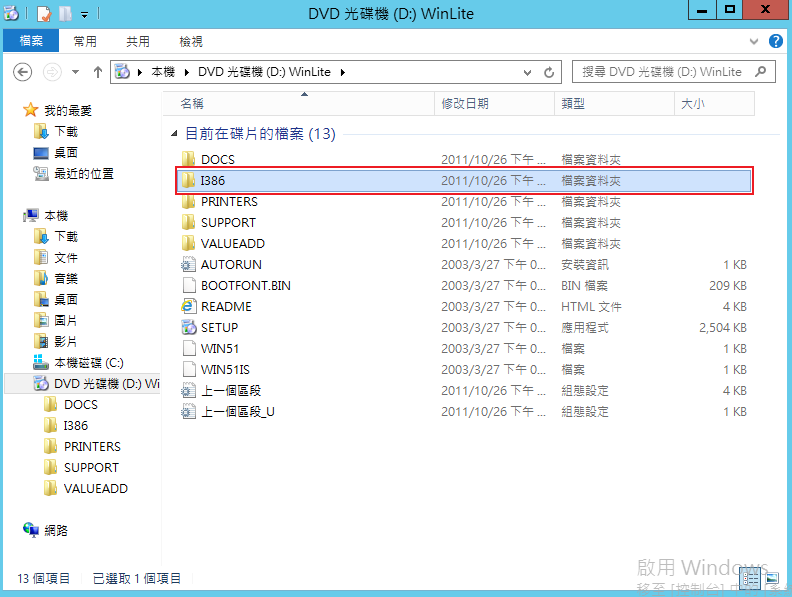 DVD 光碟機 (D:) WinLite
檔案 常用 共用 檢視
本機 DVD 光碟機 (D:) WinLite 搜尋 DVD 光碟機 (D:) WinLite
我的最愛
下載
桌面
最近的位置
本機
下載
文件
音樂
桌面
圖片
影片
本機磁碟 (C:)
DVD 光碟機 (D:) Wi
DOCS
I386
PRINTERS
SUPPORT
VALUEADD
網路
名稱 修改日期 類型 大小
目前在碟片的檔案 (13)
DOCS 2011/10/26 下午 ... 檔案資料夾
I386 2011/10/26 下午 ... 檔案資料夾
PRINTERS 2011/10/26 下午 ... 檔案資料夾
SUPPORT 2011/10/26 下午 ... 檔案資料夾
VALUEADD 2011/10/26 下午 ... 檔案資料夾
AUTORUN 2003/3/27 下午 0... 安裝資訊 1 KB
BOOTFONT.BIN 2003/3/27 下午 0... BIN 檔案 209 KB
README 2003/3/27 下午 0... HTML 文件 4 KB
SETUP 2003/3/27 下午 0... 應用程式 2,504 KB
WIN51 2003/3/27 下午 0... 檔案 1 KB
WIN51IS 2003/3/27 下午 0... 檔案 1 KB
上一個區段 2011/10/26 下午 ... 組態設定 4 KB
上一個區段_U 2011/10/26 下午 ... 組態設定 1 KB
啟用 Windows
13 個項目 已選取 1 個項目